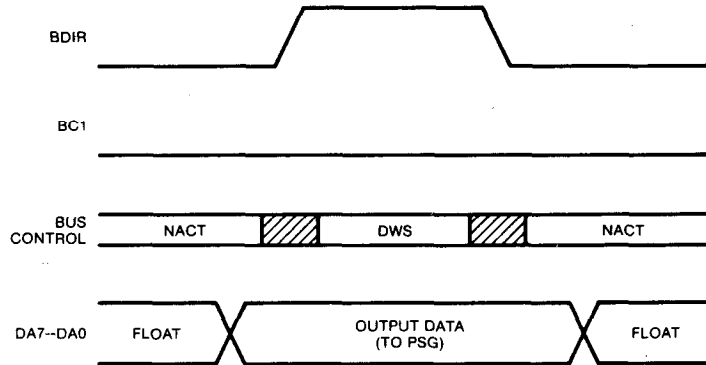 BDIR
BC1
BUS
CONTROL
NACT
DWS
NACT
DA7--DA0
FLOAT
OUTPUT DATA
(TO PSG)
FLOAT